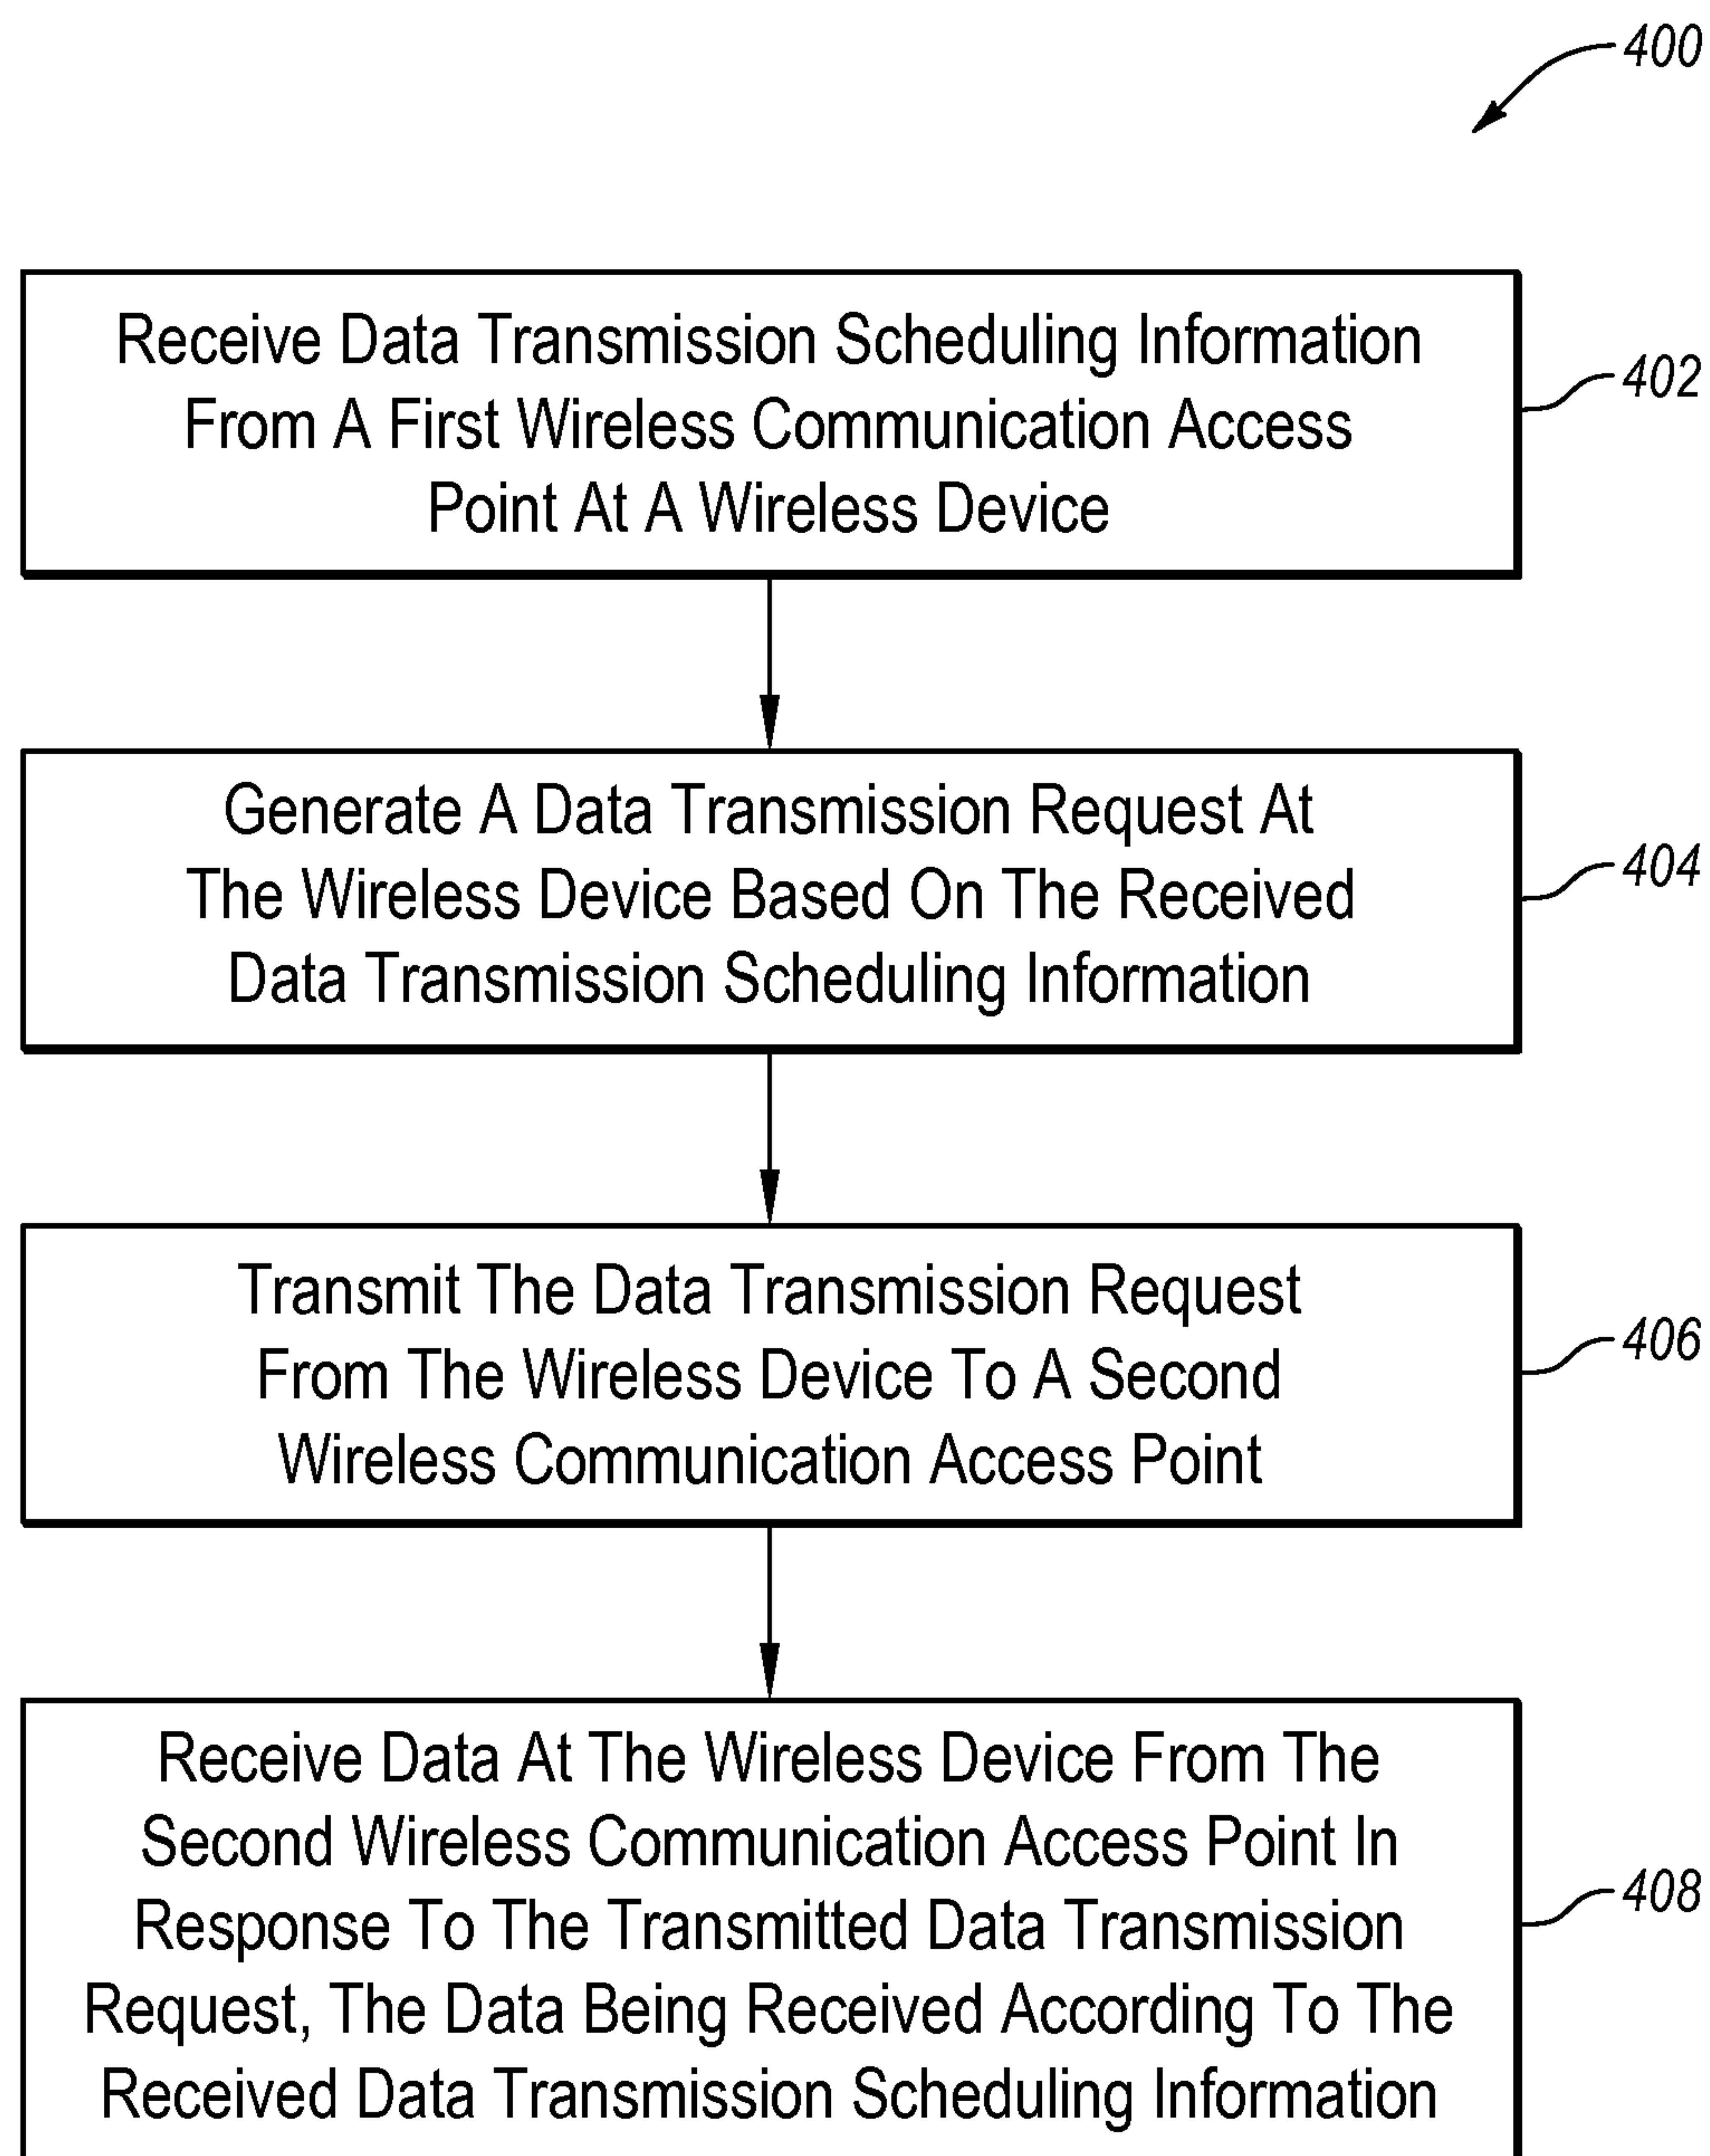 400
Receive Data Transmission Scheduling Information
From A First Wireless Communication Access
Point At A Wireless Device
402
Generate A Data Transmission Request At
The Wireless Device Based On The Received
Data Transmission Scheduling Information
404
Transmit The Data Transmission Request
From The Wireless Device To A Second
Wireless Communication Access Point
406
Receive Data At The Wireless Device From The
Second Wireless Communication Access Point In
Response To The Transmitted Data Transmission
Request, The Data Being Received According To The
Received Data Transmission Scheduling Information
408